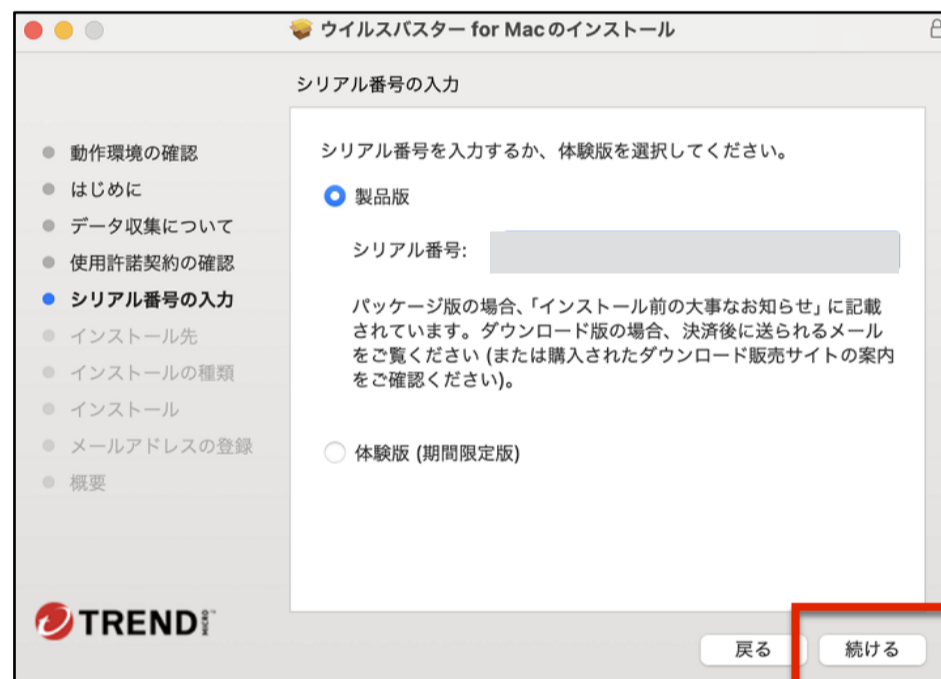 ウイルスバスター for Macのインストール
シリアル番号の入力
動作環境の確認
はじめに
データ収集について
使用許諾契約の確認
シリアル番号の入力
インストール先
インストールの種類
インストール
メールアドレスの登録
概要
シリアル番号を入力するか、体験版を選択してください。
製品版
シリアル番号:
パッケージ版の場合、「インストール前の大事なお知らせ」に記載
されています。ダウンロード版の場合、決済後に送られるメール
をご覧ください (または購入されたダウンロード販売サイトの案内
をご確認ください)。
体験版 (期間限定版)
TREND MICRO™
戻る
続ける